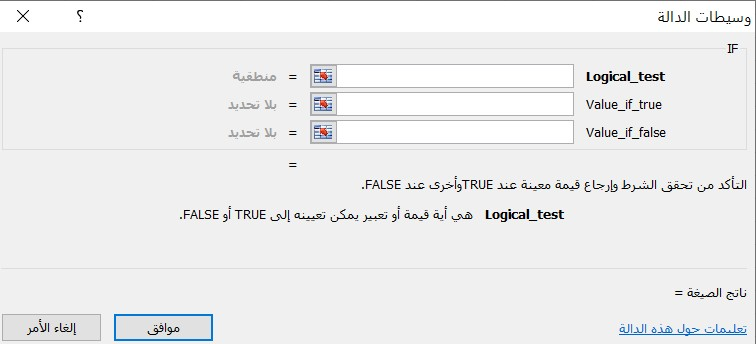 وسيطات الدالة ؟
IF
Logical_test = منطقية
Value_if_true = بلا تحديد
Value_if_false = بلا تحديد
=
التأكد من تحقق الشرط وإرجاع قيمة معينة عند TRUEوأخرى عند FALSE.
Logical_test هي أية قيمة أو تعبير يمكن تعيينه إلى TRUE أو FALSE.
ناتج الصيغة =
تعليمات حول هذه الدالة موافق إلغاء الأمر